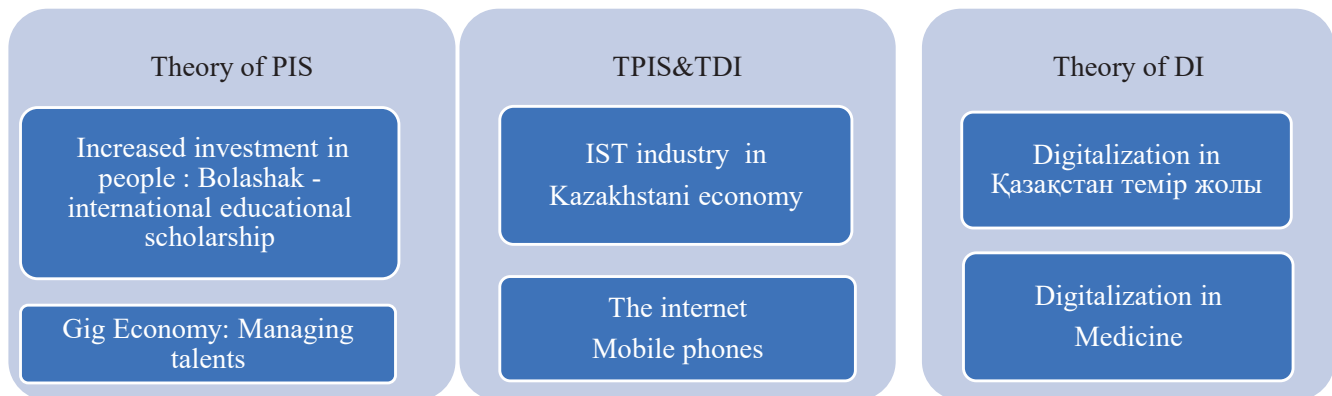 Theory of PIS
Increased investment in
people : Bolashak -
international educational
scholarship
Gig Economy: Managing
talents
TPIS&TDI
IST industry in
Kazakhstani economy
The internet
Mobile phones
Theory of DI
Digitalization in
Қазақстан темір жолы
Digitalization in
Medicine